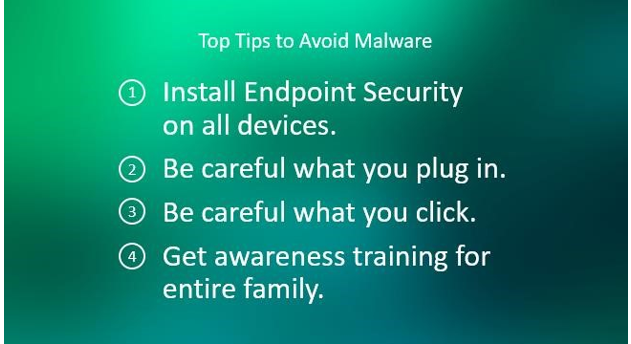 Top Tips to Avoid Malware
1 Install Endpoint Security
on all devices.
2 Be careful what you plug in.
3 Be careful what you click.
4 Get awareness training for
entire family.